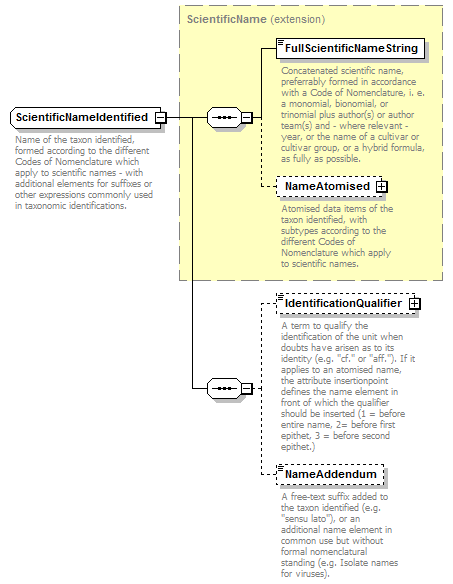 ScientificName (extension)
FullScientificNameString
Concatenated scientific name,
preferrably formed in accordance
with a Code of Nomenclature, i. e.
a monomial, bionomial, or
trinomial plus author(s) or author
team(s) and - where relevant -
year, or the name of a cultivar or
cultivar group, or a hybrid formula,
as fully as possible.
ScientificNameIdentified
Name of the taxon identified,
formed according to the different
Codes of Nomenclature which
apply to scientific names - with
additional elements for suffixes or
other expressions commonly used
in taxonomic identifications.
NameAtomised
Atomised data items of the
taxon identified, with
subtypes according to the
different Codes of
Nomenclature which apply
to scientific names.
IdentificationQualifier
A term to qualify the
identification of the unit when
doubts have arisen as to its
identity (e.g. "cf." or "aff."). If it
applies to an atomised name,
the attribute insertionpoint
defines the name element in
front of which the qualifier
should be inserted (1 = before
entire name, 2= before first
epithet, 3 = before second
epithet.)
NameAddendum
A free-text suffix added to
the taxon identified (e.g.
"sensu lato"), or an
additional name element in
common use but without
formal nomenclatural
standing (e.g. Isolate names
for viruses).